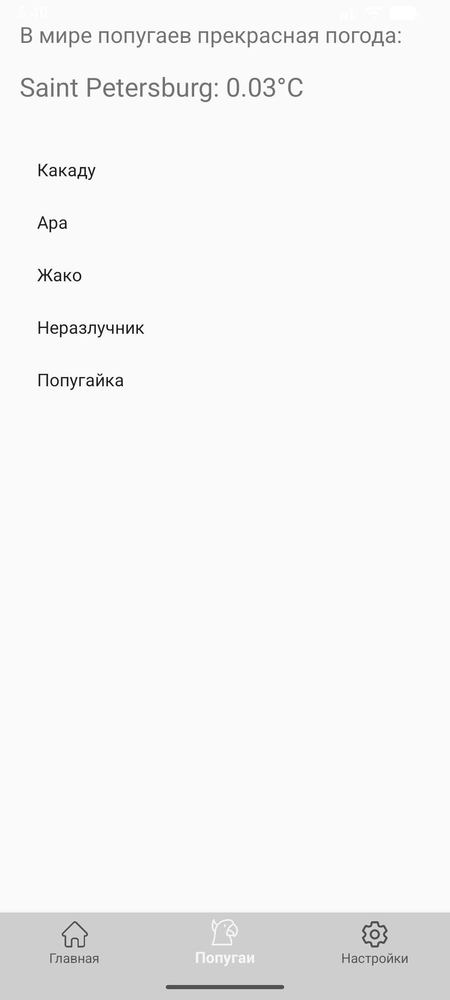 5:40
В мире попугаев прекрасная погода:
Saint Petersburg: 0.03°C
Какаду
Ара
Жако
Неразлучник
Попугайка
Главная
Попугаи
Настройки